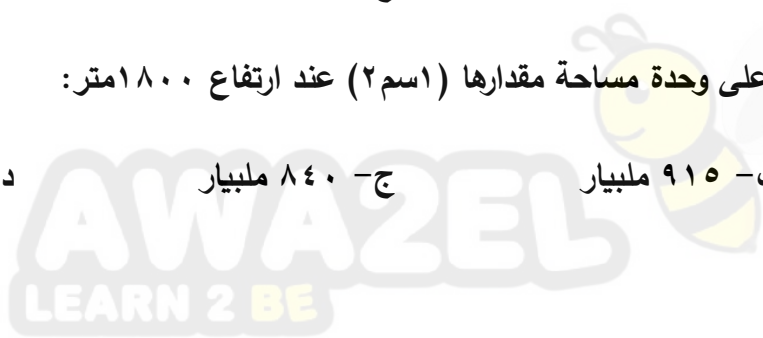 على وحدة مساحة مقدارها (١سم٢) عند ارتفاع ١٨٠٠متر:
- ٩١٥ ملبيار ج- ٨٤٠ ملبيار د
AWA2EL
LEARN 2 BE